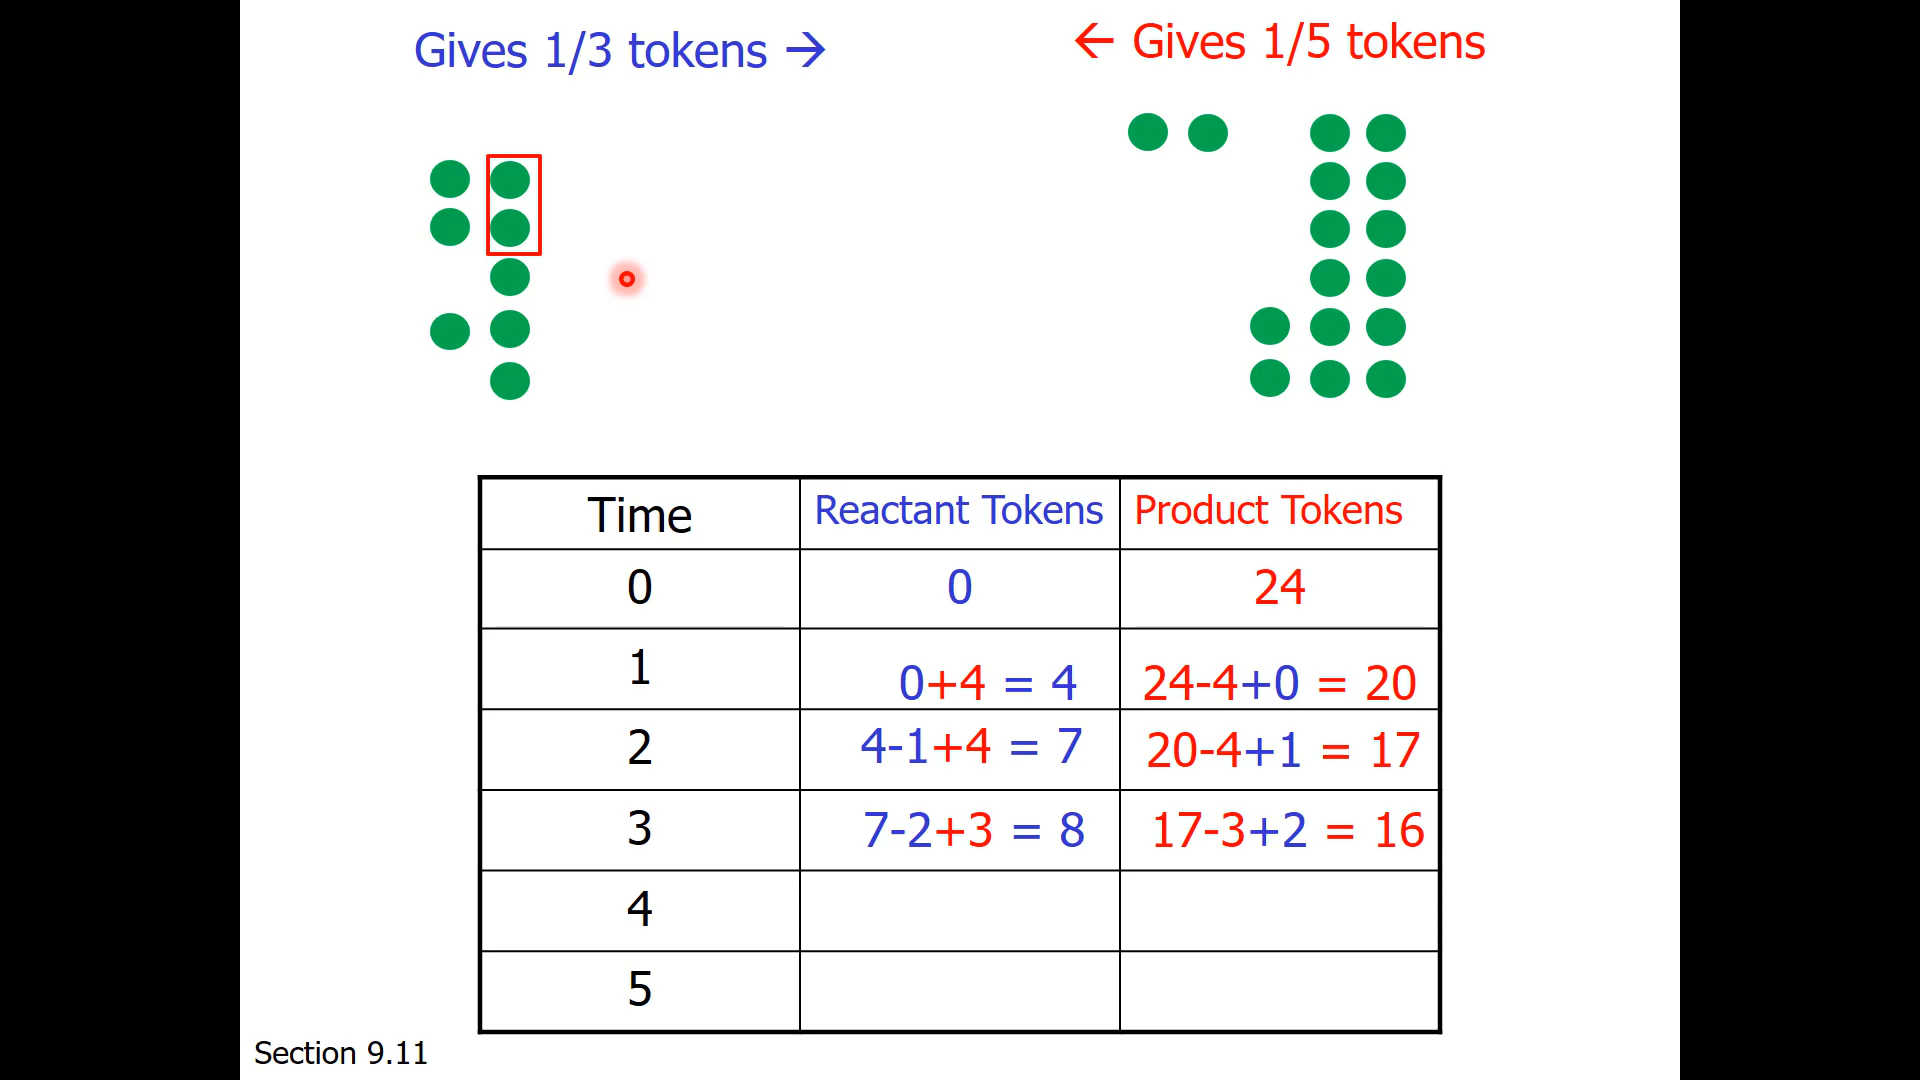 Gives 1/3 tokens →
← Gives 1/5 tokens
Time Reactant Tokens Product Tokens
0 0 24
1 0+4 = 4 24-4+0 = 20
2 4-1+4 = 7 20-4+1 = 17
3 7-2+3 = 8 17-3+2 = 16
4
5
Section 9.11